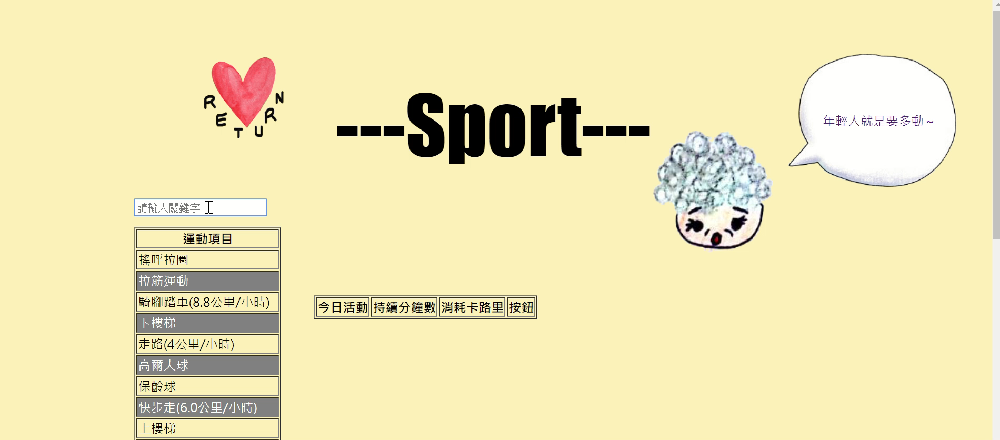 RETURN
---Sport---
年輕人就是要多動～
請輸入關鍵字
運動項目
搖呼拉圈
拉筋運動
騎腳踏車(8.8公里/小時)
下樓梯
走路(4公里/小時)
高爾夫球
保齡球
快步走(6.0公里/小時)
上樓梯
今日活動 持續分鐘數 消耗卡路里 按鈕